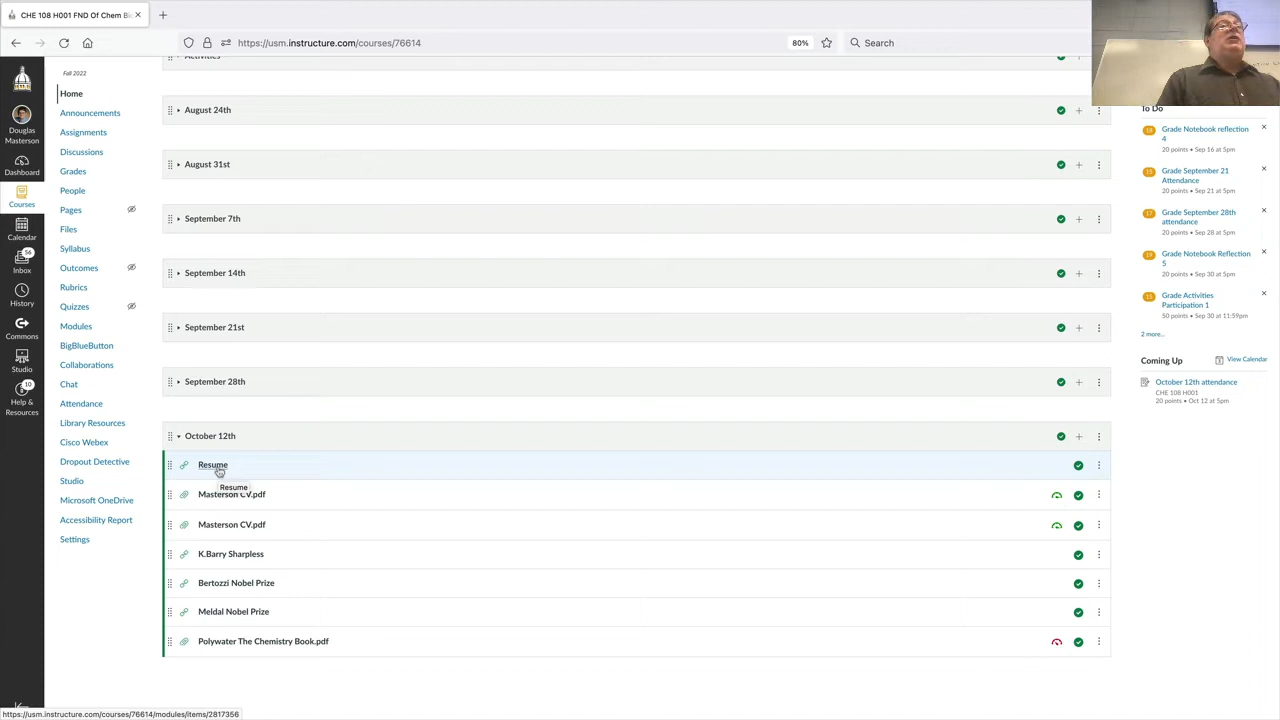 CHE 108 H001 FND Of Chem Bi
https://usm.instructure.com/courses/76614
80%
Search
Douglas
Masterson
Dashboard
Courses
Calendar
56
Inbox
History
Commons
Studio
10
Help &
Resources
Fall 2022
Home
Announcements
Assignments
Discussions
Grades
People
Pages
Files
Syllabus
Outcomes
Rubrics
Quizzes
Modules
BigBlueButton
Collaborations
Chat
Attendance
Library Resources
Cisco Webex
Dropout Detective
Studio
Microsoft OneDrive
Accessibility Report
Settings
Activities
August 24th
August 31st
September 7th
September 14th
September 21st
September 28th
October 12th
Resume
Resume
Masterson CV.pdf
Masterson CV.pdf
K.Barry Sharpless
Bertozzi Nobel Prize
Meldal Nobel Prize
Polywater The Chemistry Book.pdf
To Do
Grade Notebook reflection
4
20 points • Sep 16 at 5pm
Grade September 21
Attendance
20 points • Sep 21 at 5pm
Grade September 28th
attendance
20 points • Sep 28 at 5pm
Grade Notebook Reflection
5
20 points • Sep 30 at 5pm
Grade Activities
Participation 1
50 points • Sep 30 at 11:59pm
2 more...
Coming Up
View Calendar
October 12th attendance
CHE 108 H001
20 points • Oct 12 at 5pm
https://usm.instructure.com/courses/76614/modules/items/2817356